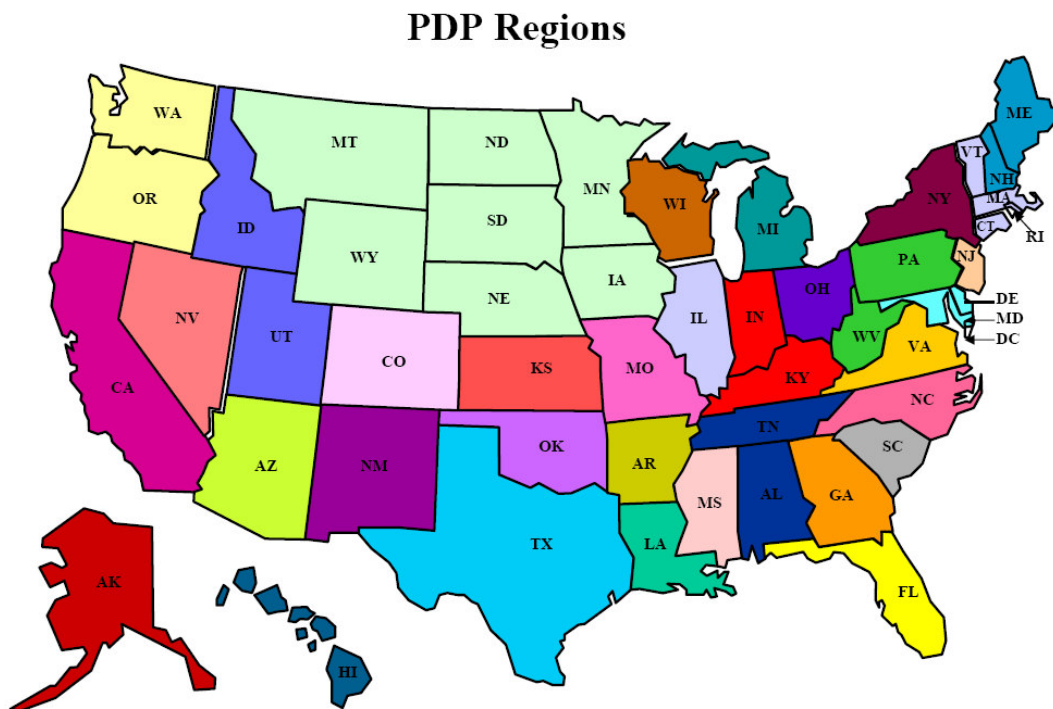 PDP Regions
WA
MT
ND
MN
ME
VT
NH
OR
ID
SD
WI
NY
MA
MI
CT
RI
WY
PA
NJ
NE
IA
OH
DE
NV
UT
IL
IN
MD
WV
DC
CO
KS
MO
VA
CA
KY
NC
TN
OK
SC
AZ
NM
AR
MS
AL
GA
TX
LA
AK
FL
HI